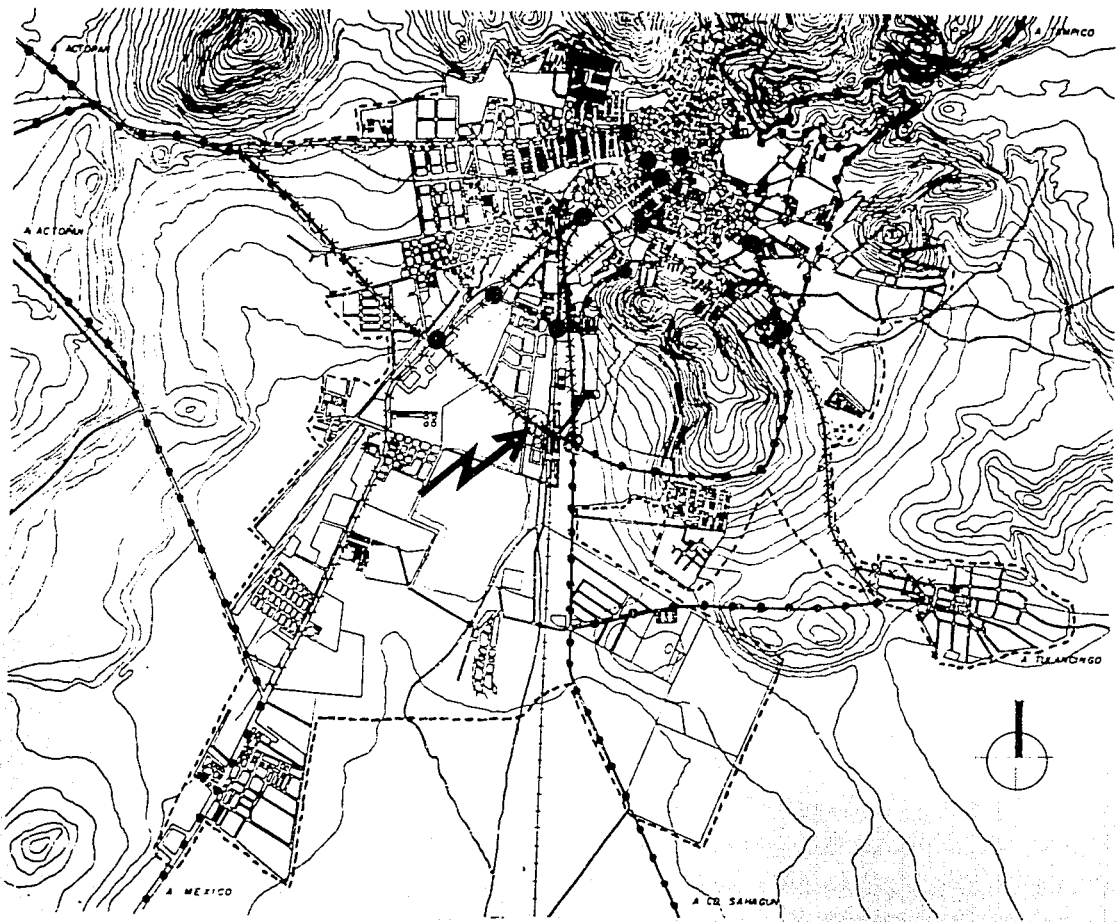 A ACTOPAN
A TAMPICO
A ACTOPAN
A TULANCINGO
A MEXICO
A CD. SAHAGUN